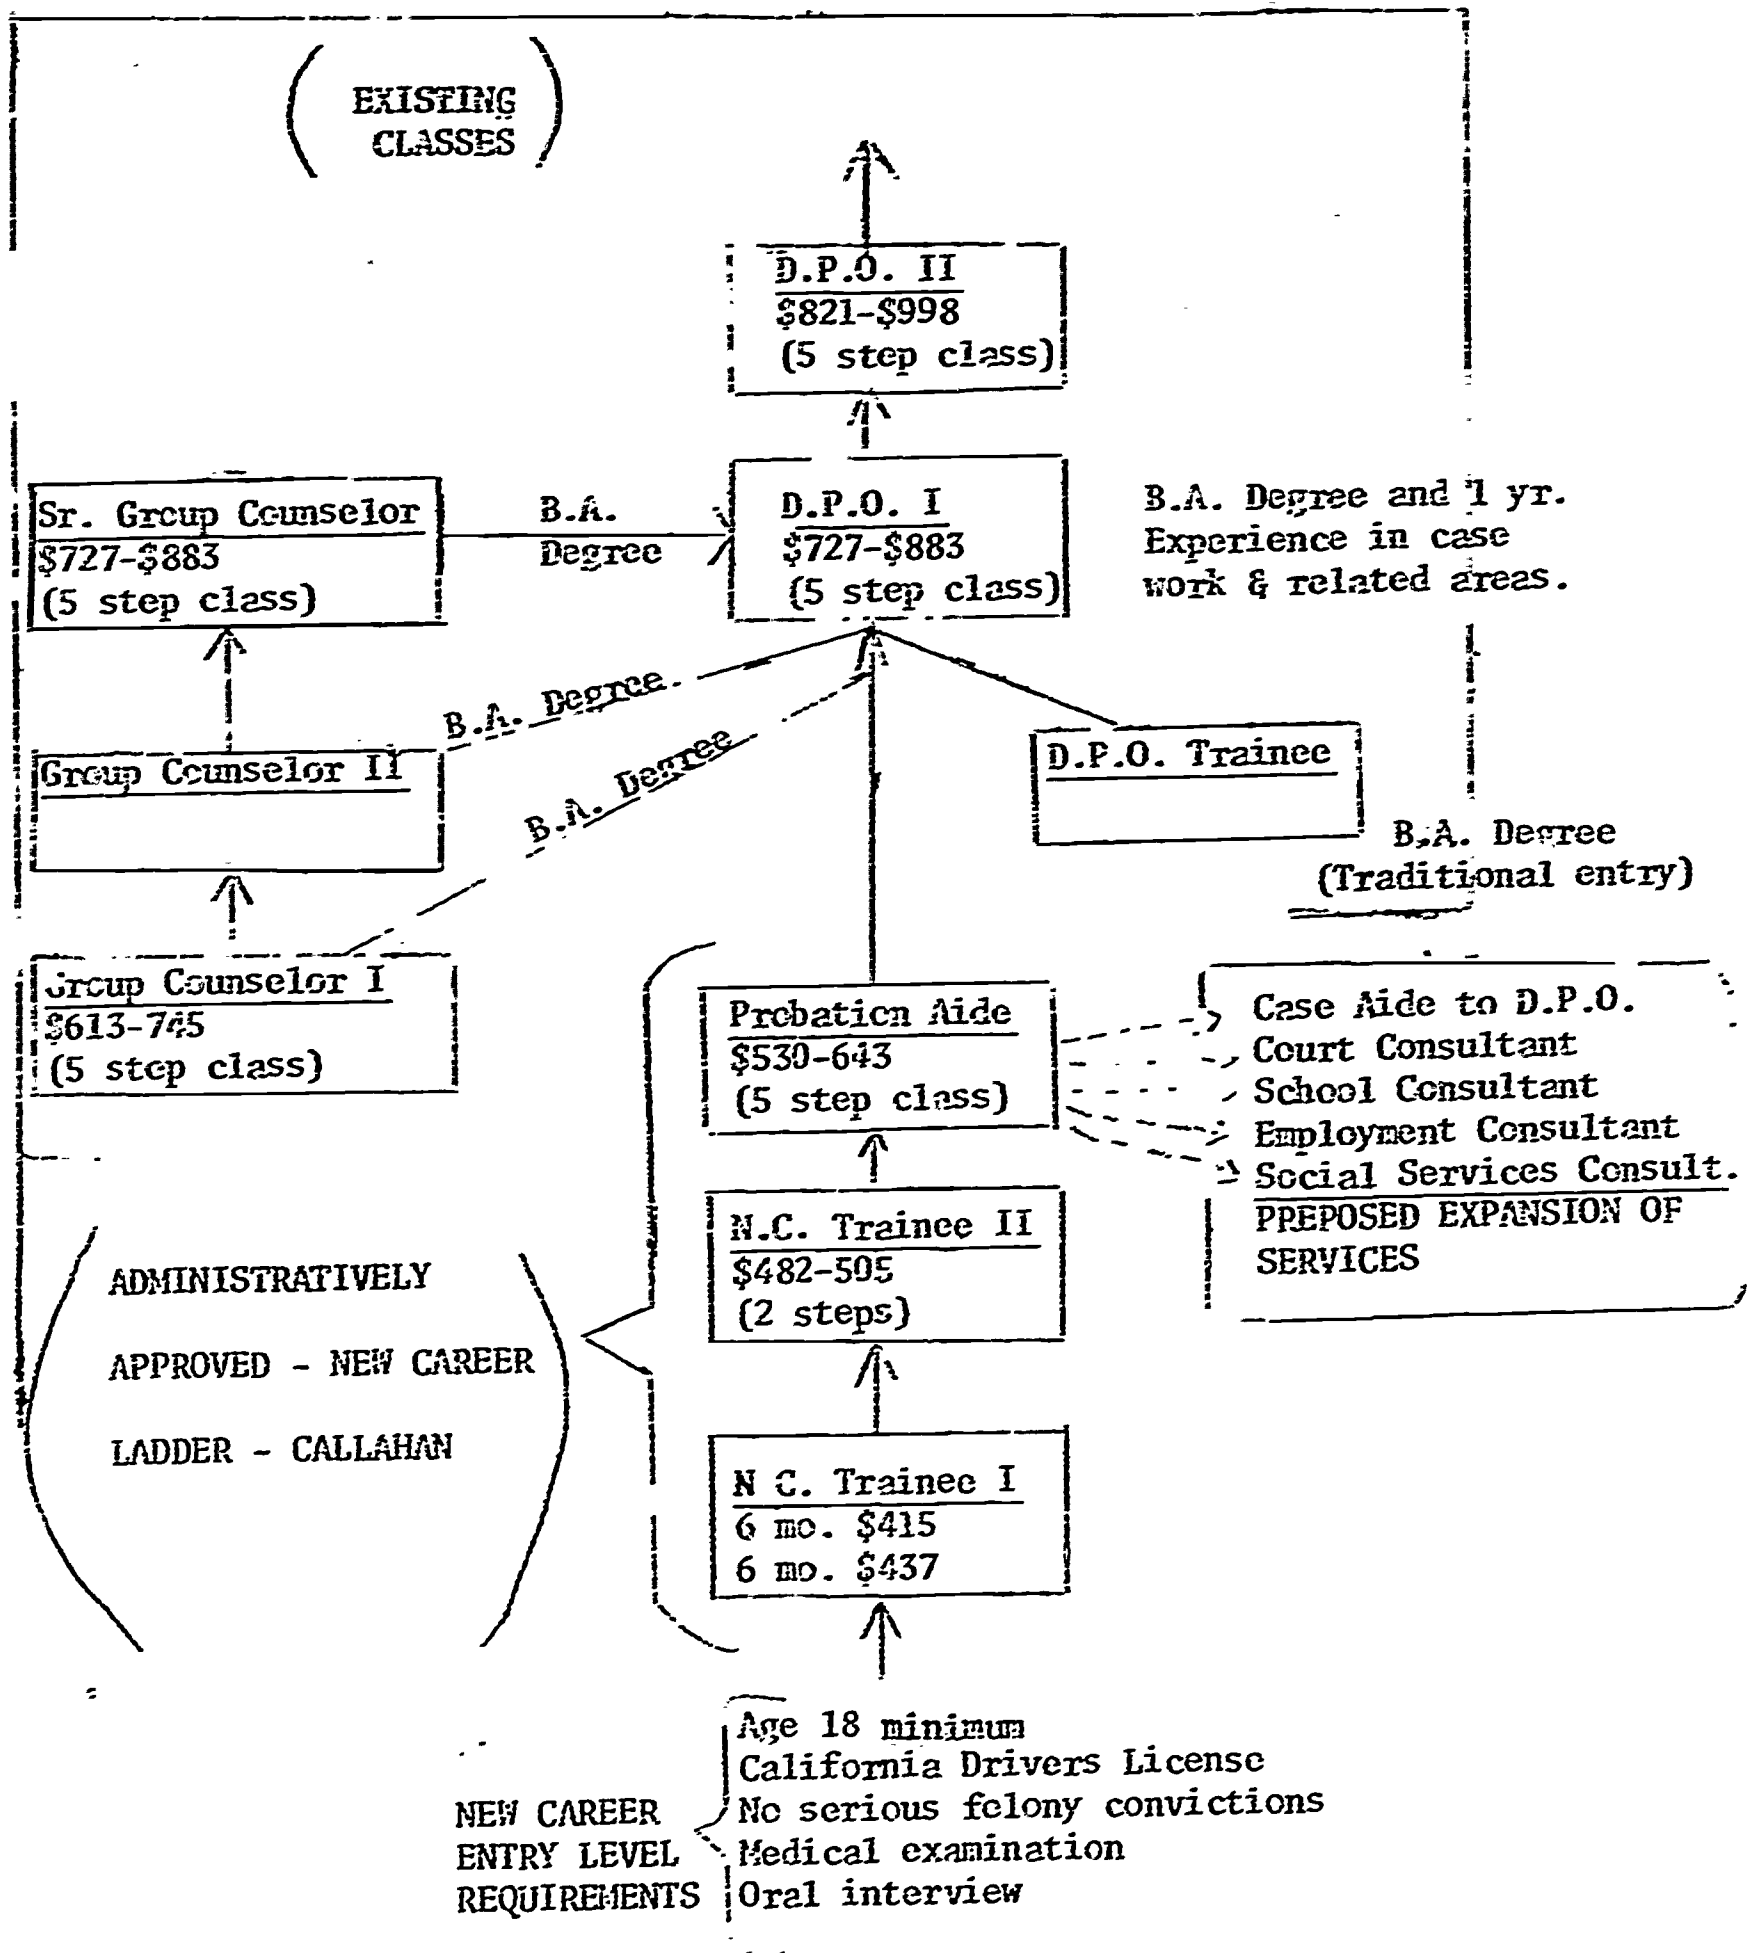 EXISTING
CLASSES
D.P.O. II
$821-$998
(5 step class)
Sr. Group Counselor
$727-$883
(5 step class)
B.A.
Degree
D.P.O. I
$727-$883
(5 step class)
B.A. Degree and 1 yr.
Experience in case
work & related areas.
B.A. Degree
B.A. Degree
Group Counselor II
D.P.O. Trainee
B.A. Degree
(Traditional entry)
Group Counselor I
$613-745
(5 step class)
Probation Aide
$530-643
(5 step class)
Case Aide to D.P.O.
Court Consultant
School Consultant
Employment Consultant
Social Services Consult.
PREPOSED EXPANSION OF
SERVICES
N.C. Trainee II
$482-505
(2 steps)
ADMINISTRATIVELY
APPROVED - NEW CAREER
LADDER - CALLAHAN
N C. Trainee I
6 mo. $415
6 mo. $437
NEW CAREER
ENTRY LEVEL
REQUIREMENTS
Age 18 minimum
California Drivers License
No serious felony convictions
Medical examination
Oral interview